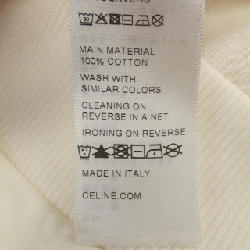 MAIN MATERIAL
100% COTTON
WASH WITH
SIMILAR COLORS
CLEANING ON
REVERSE IN A NET
IRONING ON REVERSE
MADE IN ITALY
CELINE.COM